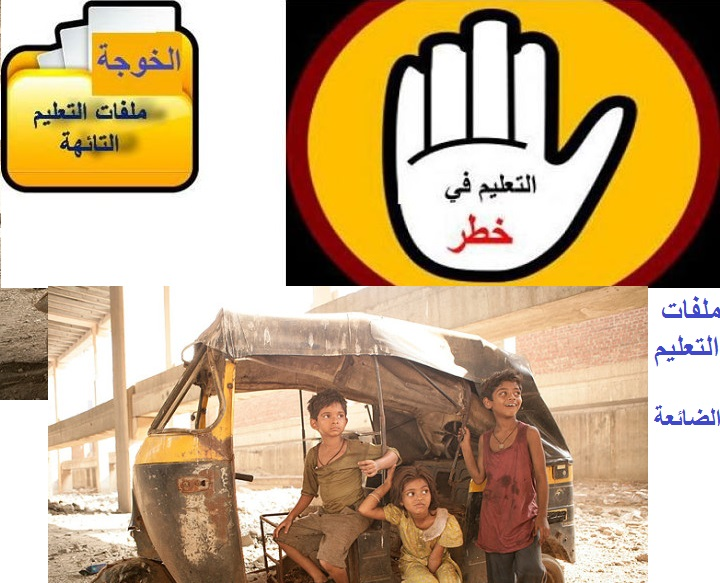 الخوجة
ملفات التعليم
التائهة
التعليم في
خطر
ملفات
التعليم
الضائعة